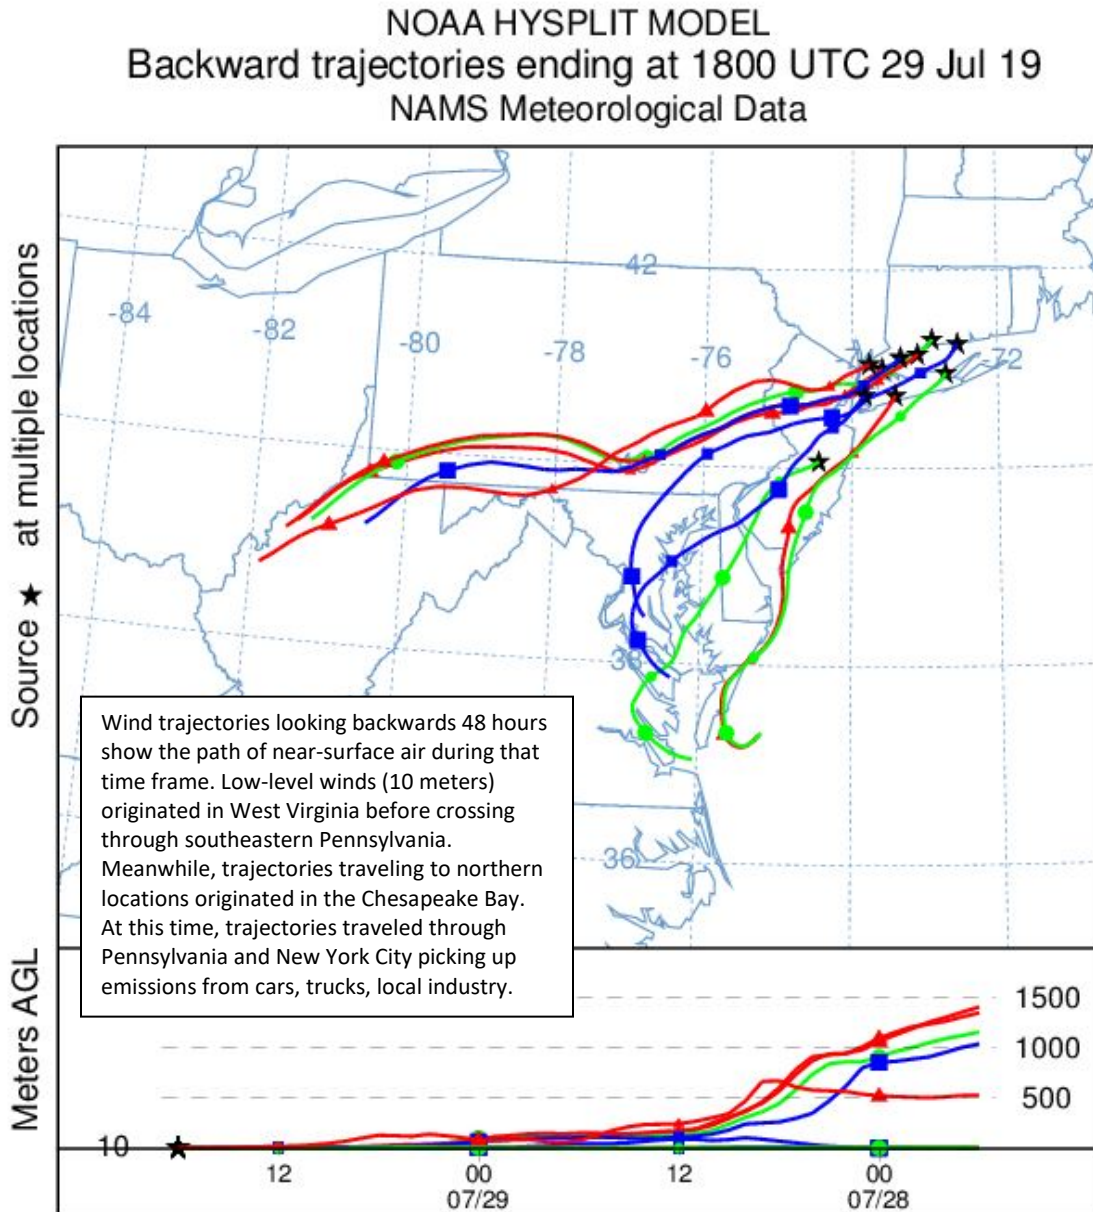 NOAA HYSPLIT MODEL
Backward trajectories ending at 1800 UTC 29 Jul 19
NAMS Meteorological Data
Source ★ at multiple locations
42
-84
-82
-80
-78
-76
-72
38
36
Wind trajectories looking backwards 48 hours
show the path of near-surface air during that
time frame. Low-level winds (10 meters)
originated in West Virginia before crossing
through southeastern Pennsylvania.
Meanwhile, trajectories traveling to northern
locations originated in the Chesapeake Bay.
At this time, trajectories traveled through
Pennsylvania and New York City picking up
emissions from cars, trucks, local industry.
Meters AGL
1500
1000
500
10
12
00
12
00
07/29
07/28